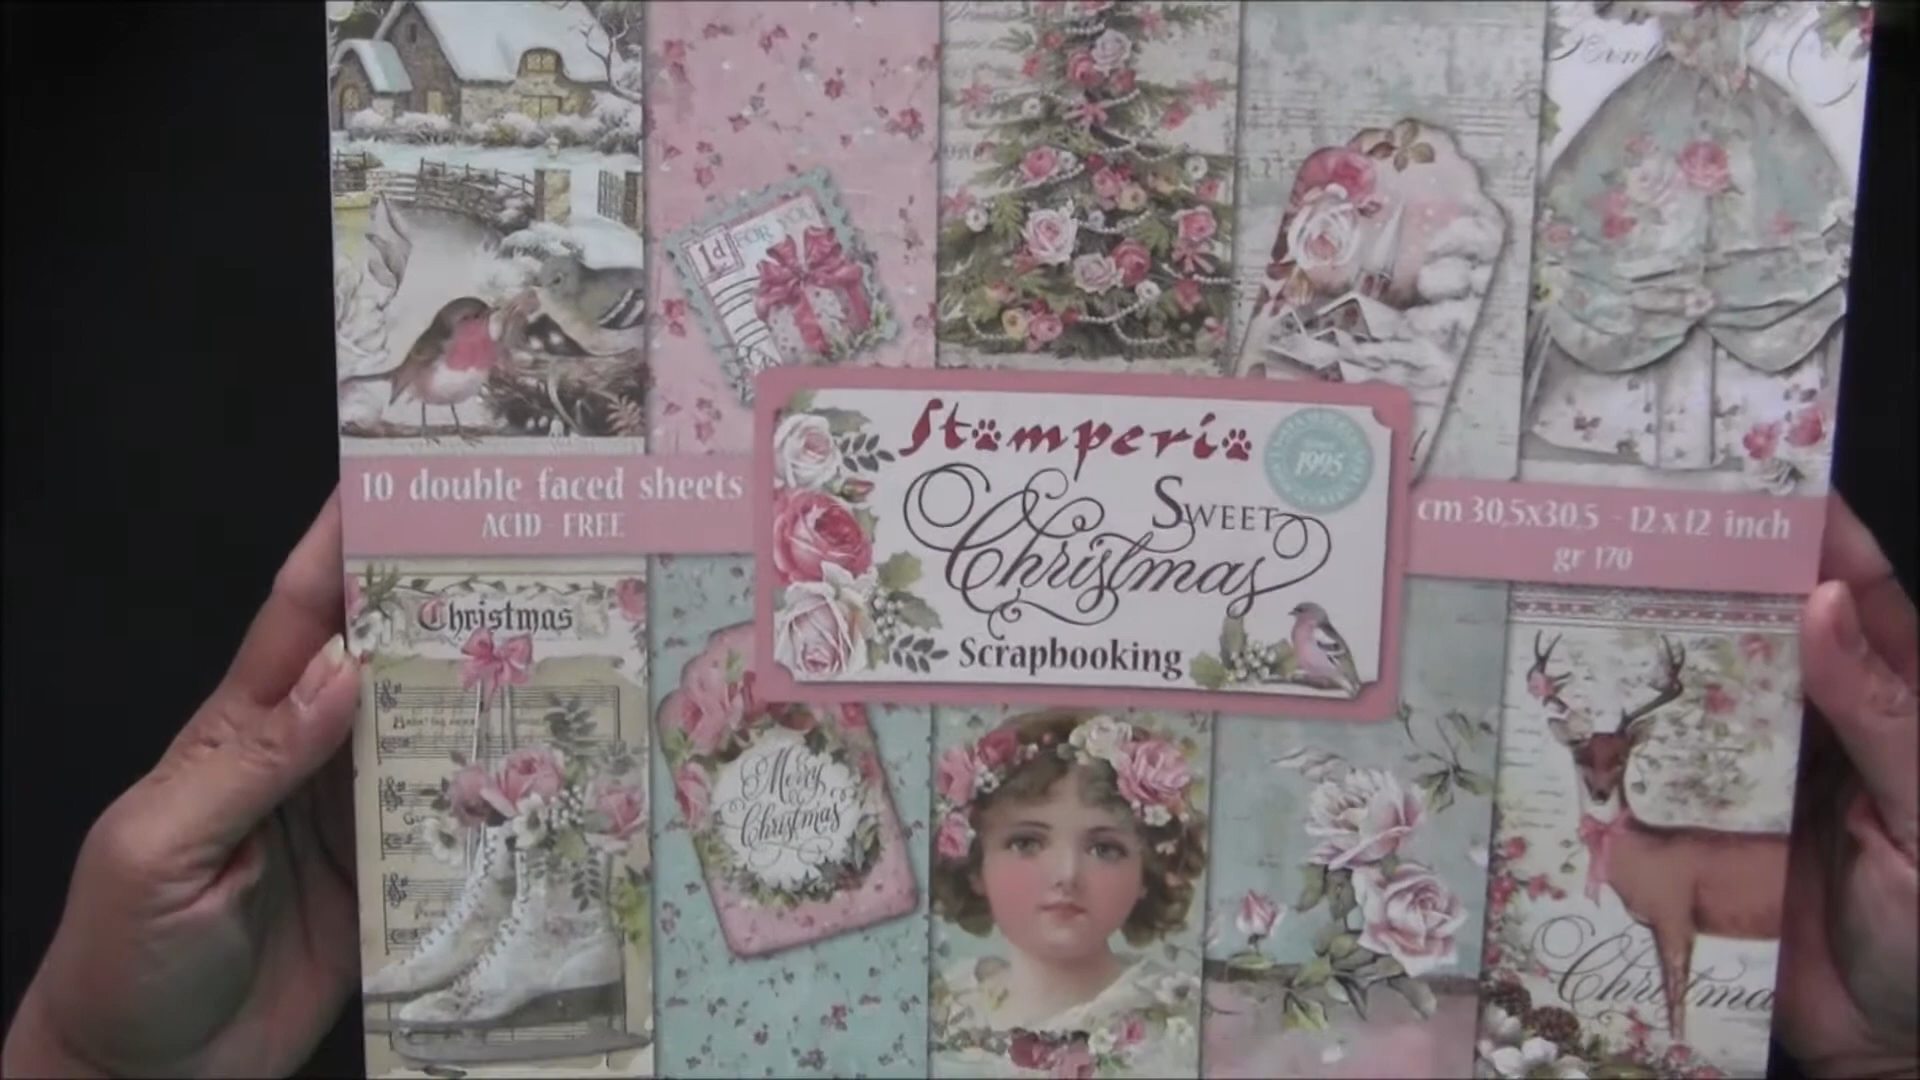 1d FOR YOU
Stamperia
1995
SWEET
Christmas
Scrapbooking
10 double faced sheets
ACID - FREE
cm 30,5x30,5 - 12 x 12 inch
gr 170
Christmas
Merry
Christmas
Christma